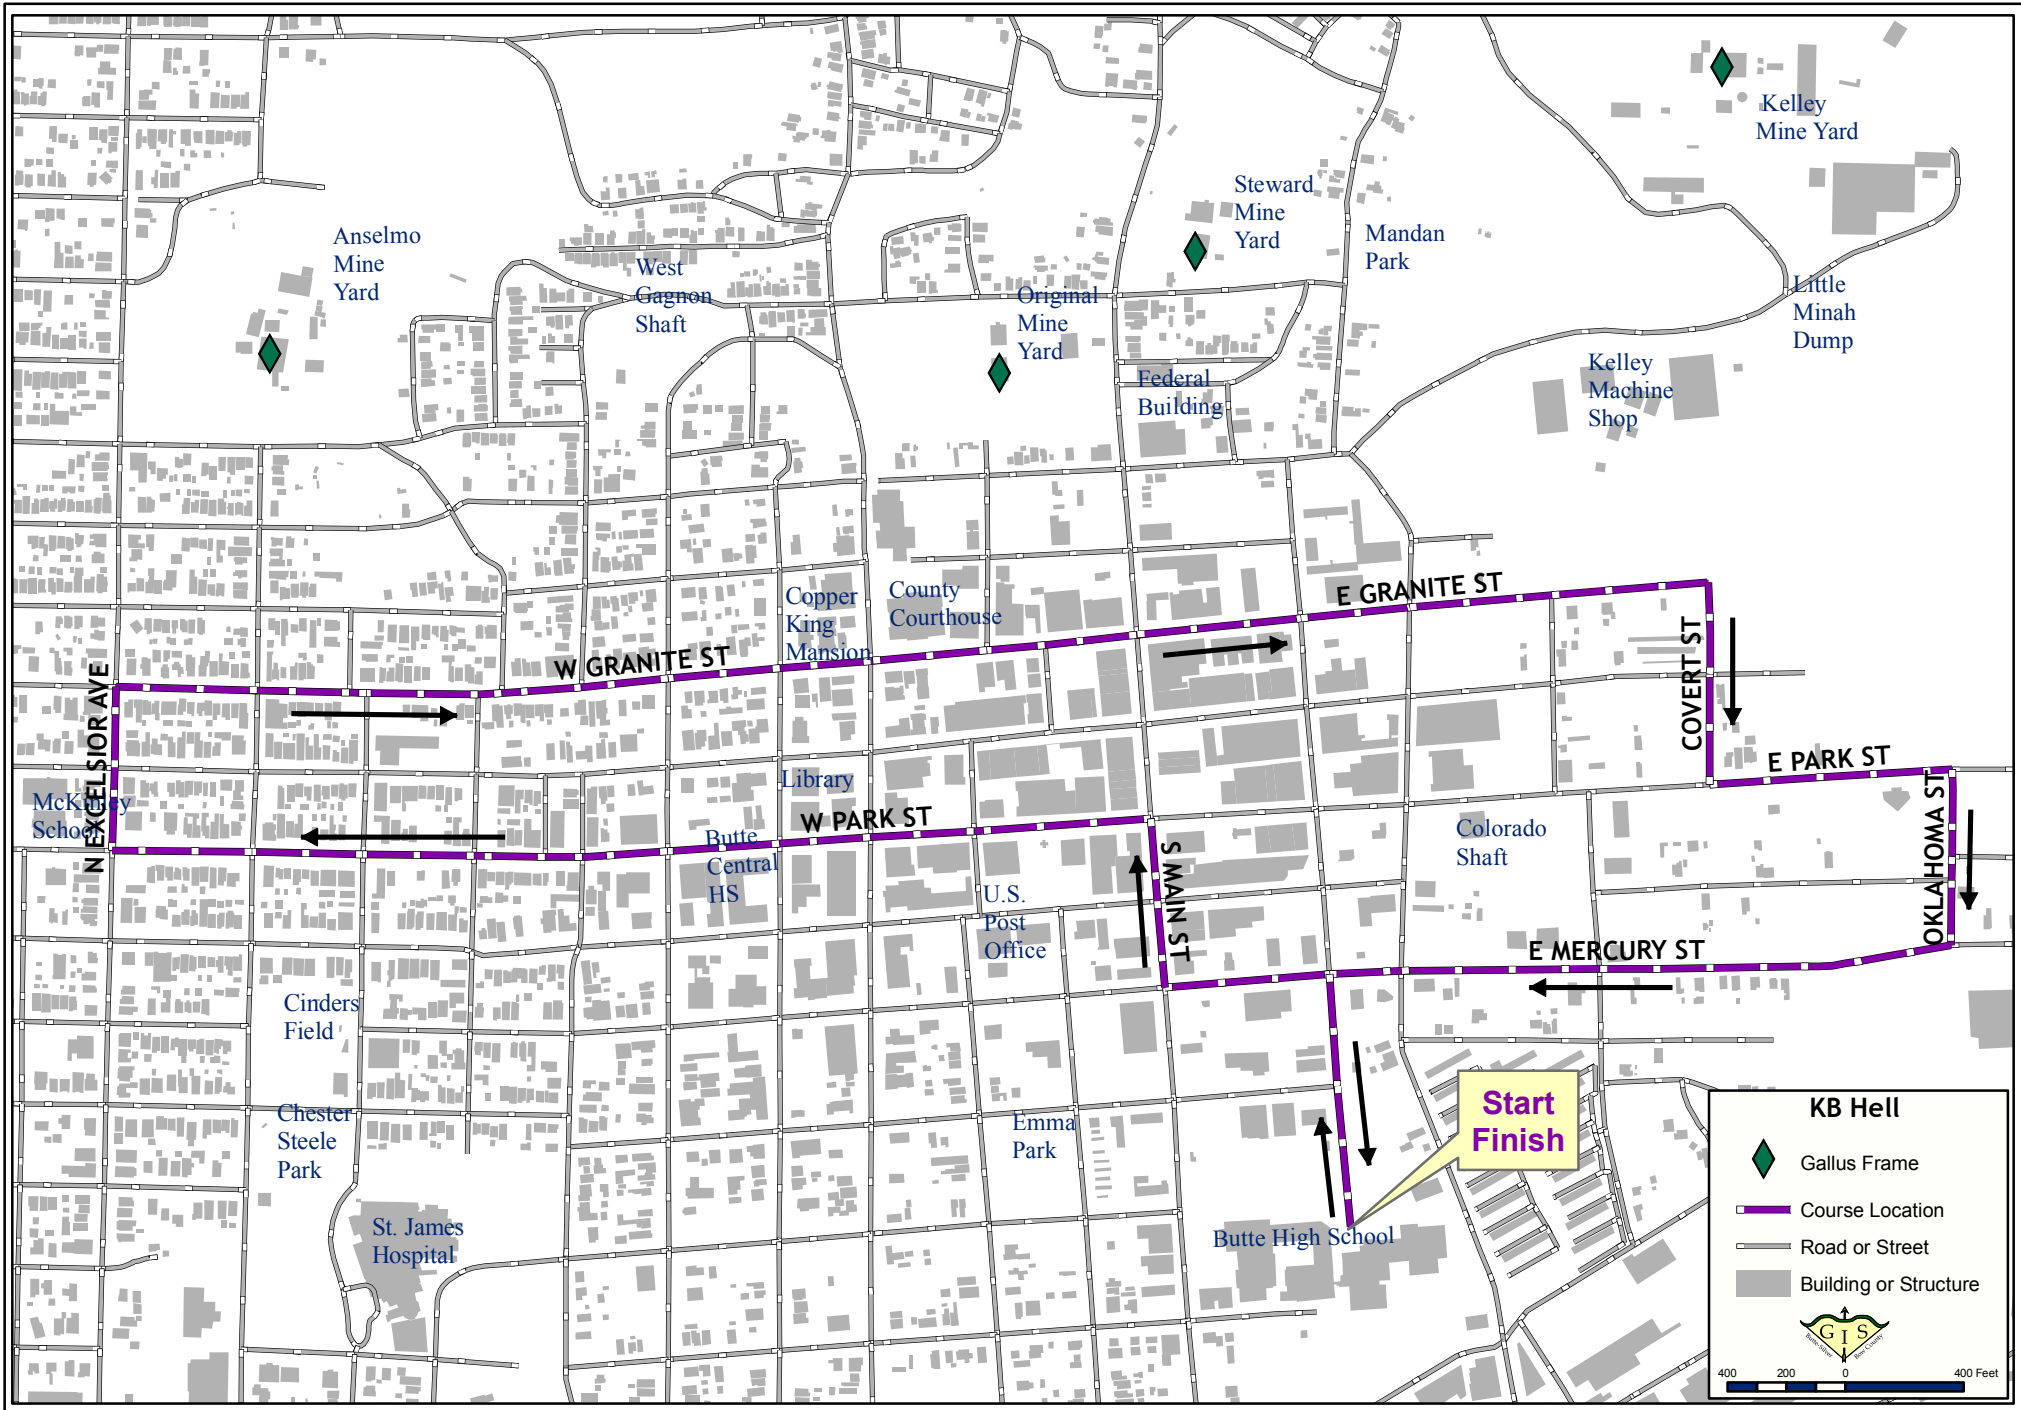 Kelley
Mine Yard
Steward
Mine
Yard
Mandan
Park
Anselmo
Mine
Yard
West
Gagnon
Shaft
Original
Mine
Yard
Little
Minah
Dump
Federal
Building
Kelley
Machine
Shop
Copper
King
Mansion
County
Courthouse
E GRANITE ST
W GRANITE ST
COVERT ST
N EXCELSIOR AVE
E PARK ST
McKinley
School
Library
W PARK ST
Butte
Central
HS
S MAIN ST
Colorado
Shaft
OKLAHOMA ST
U.S.
Post
Office
E MERCURY ST
Cinders
Field
Chester
Steele
Park
Emma
Park
Start
Finish
St. James
Hospital
Butte High School
KB Hell
Gallus Frame
Course Location
Road or Street
Building or Structure
G I S
Butte-Silver Bow County
400 200 0 400 Feet